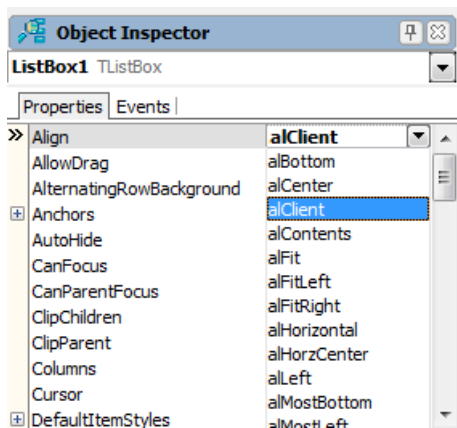 Object Inspector
ListBox1 TListBox
Properties Events
Align alClient
AllowDrag alBottom
AlternatingRowBackground alCenter
Anchors alClient
AutoHide alContents
CanFocus alFit
CanParentFocus alFitLeft
ClipChildren alFitRight
ClipParent alHorizontal
Columns alHorzCenter
Cursor alLeft
DefaultItemStyles alMostBottom
alMostLeft